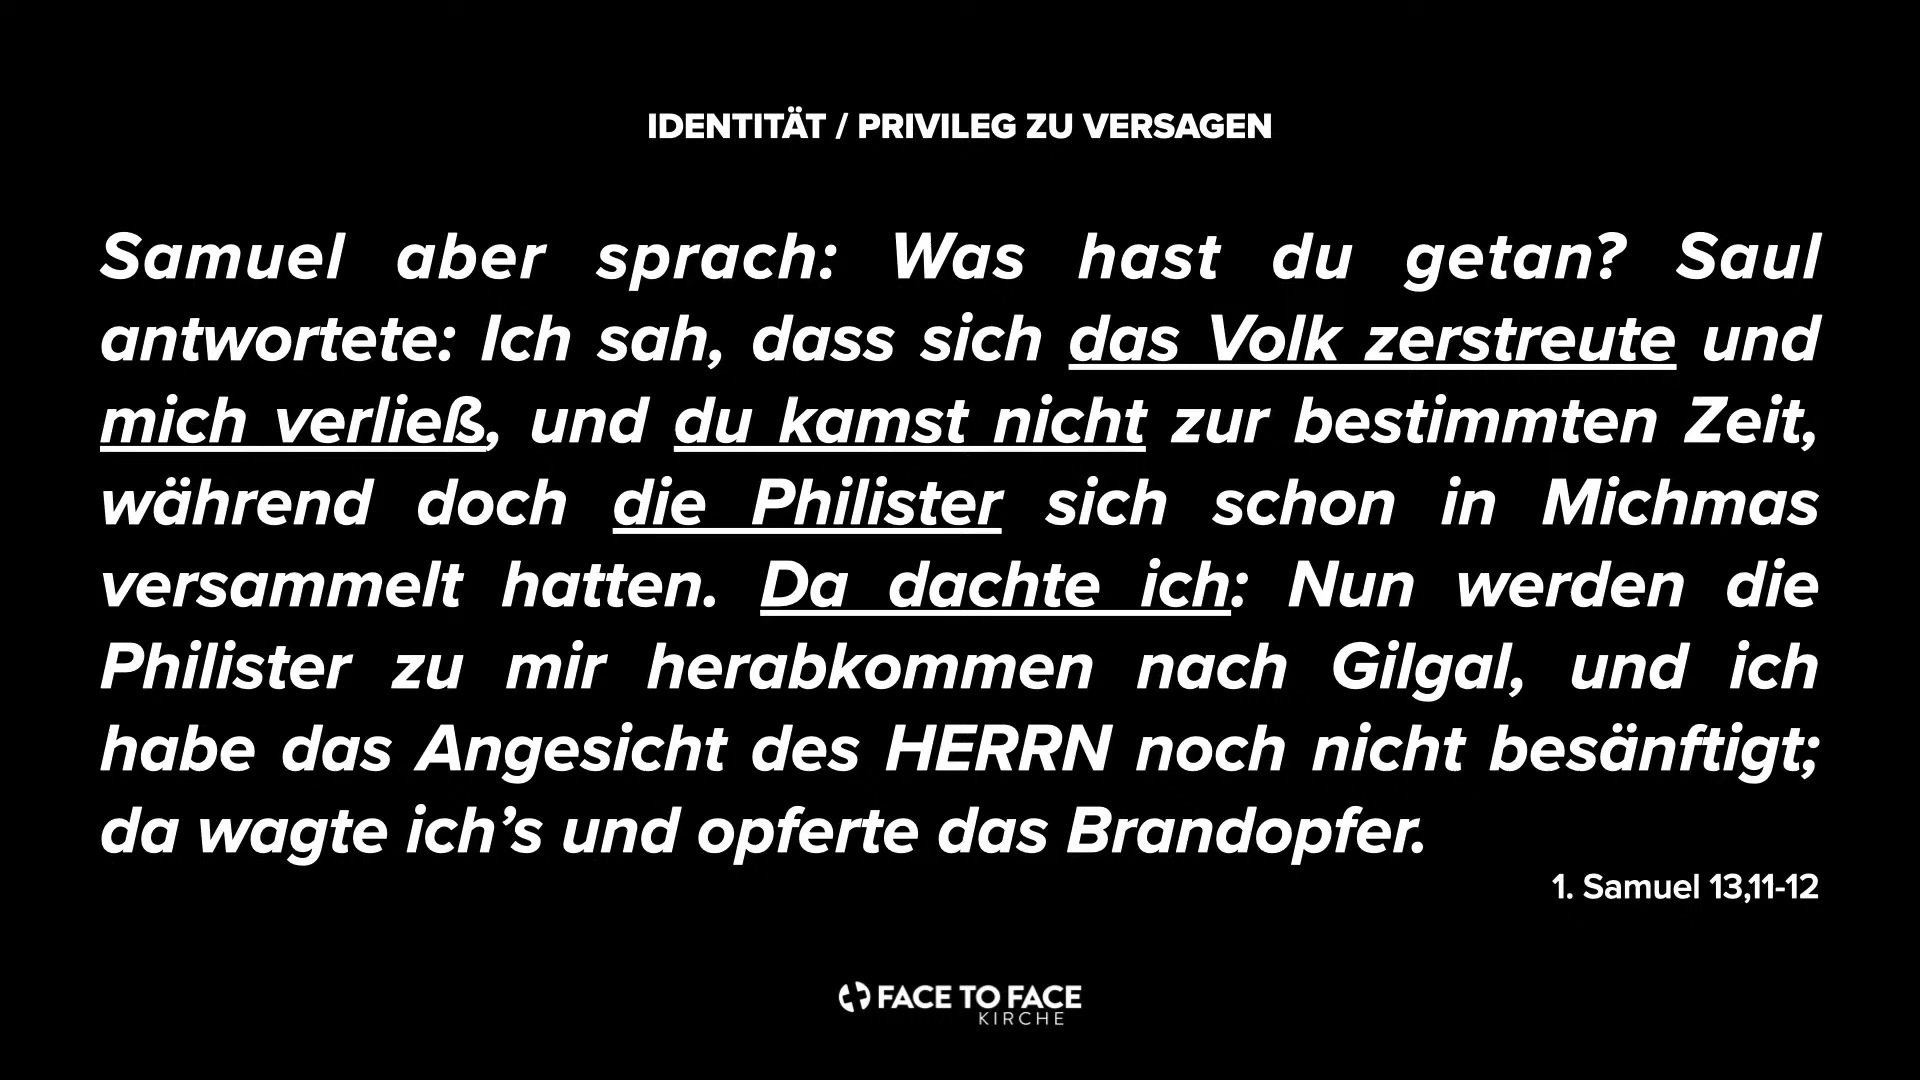 IDENTITÄT / PRIVILEG ZU VERSAGEN
Samuel aber sprach: Was hast du getan? Saul
antwortete: Ich sah, dass sich das Volk zerstreute und
mich verließ, und du kamst nicht zur bestimmten Zeit,
während doch die Philister sich schon in Michmas
versammelt hatten. Da dachte ich: Nun werden die
Philister zu mir herabkommen nach Gilgal, und ich
habe das Angesicht des HERRN noch nicht besänftigt;
da wagte ich’s und opferte das Brandopfer.
1. Samuel 13,11-12
FACE TO FACE
KIRCHE